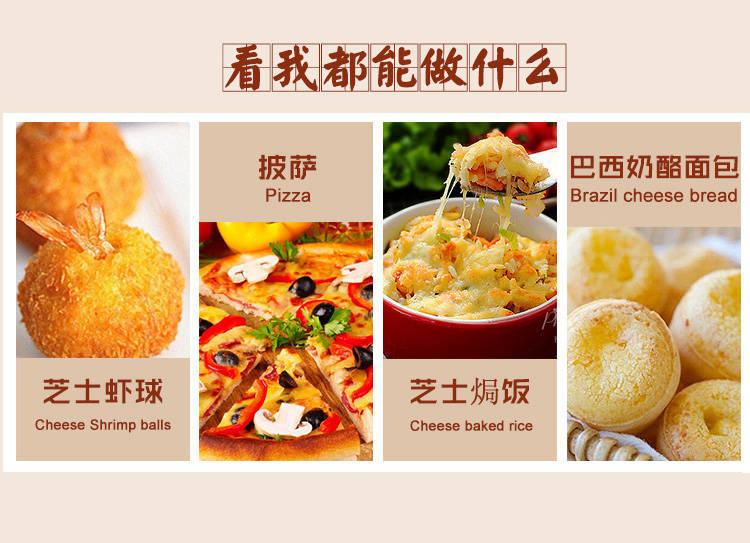 看我都能做什么
芝士虾球
Cheese Shrimp balls
披萨
Pizza
芝士焗饭
Cheese baked rice
巴西奶酪面包
Brazil cheese bread